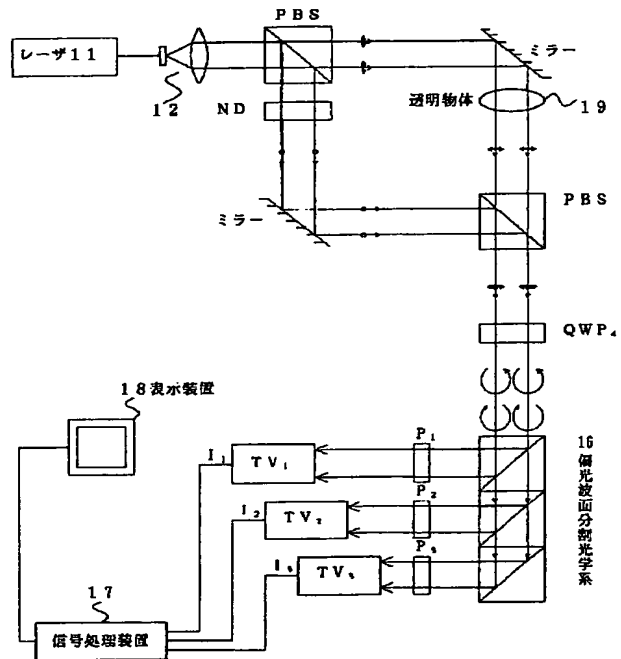 PBS
レーザ11
ミラー
12
ND
透明物体
19
ミラー
PBS
QWP₄
18表示装置
16
偏光波面分割光学系
P₁
I₁
TV₁
P₂
I₂
TV₂
P₃
I₃
TV₃
17
信号処理装置